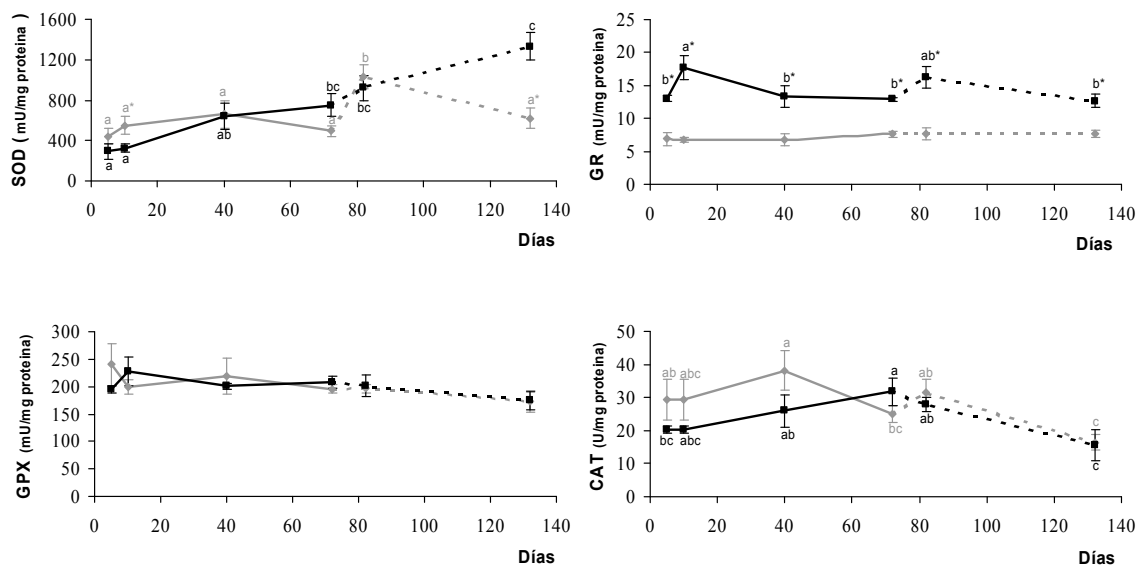 SOD ( mU/mg proteina)
1600
1200
800
400
0
a
a*
a
a
b
a*
a
a
ab
bc
bc
c
0 20 40 60 80 100 120 140
Días
GR (mU/mg proteina)
25
20
15
10
5
0
b*
a*
b*
b*
ab*
b*
0 20 40 60 80 100 120 140
Días
GPX (mU/mg proteina)
300
250
200
150
100
50
0
0 20 40 60 80 100 120 140
Días
CAT (U/mg proteina)
50
40
30
20
10
0
ab
abc
a
bc
ab
c
bc
abc
ab
a
ab
c
0 20 40 60 80 100 120 140
Días